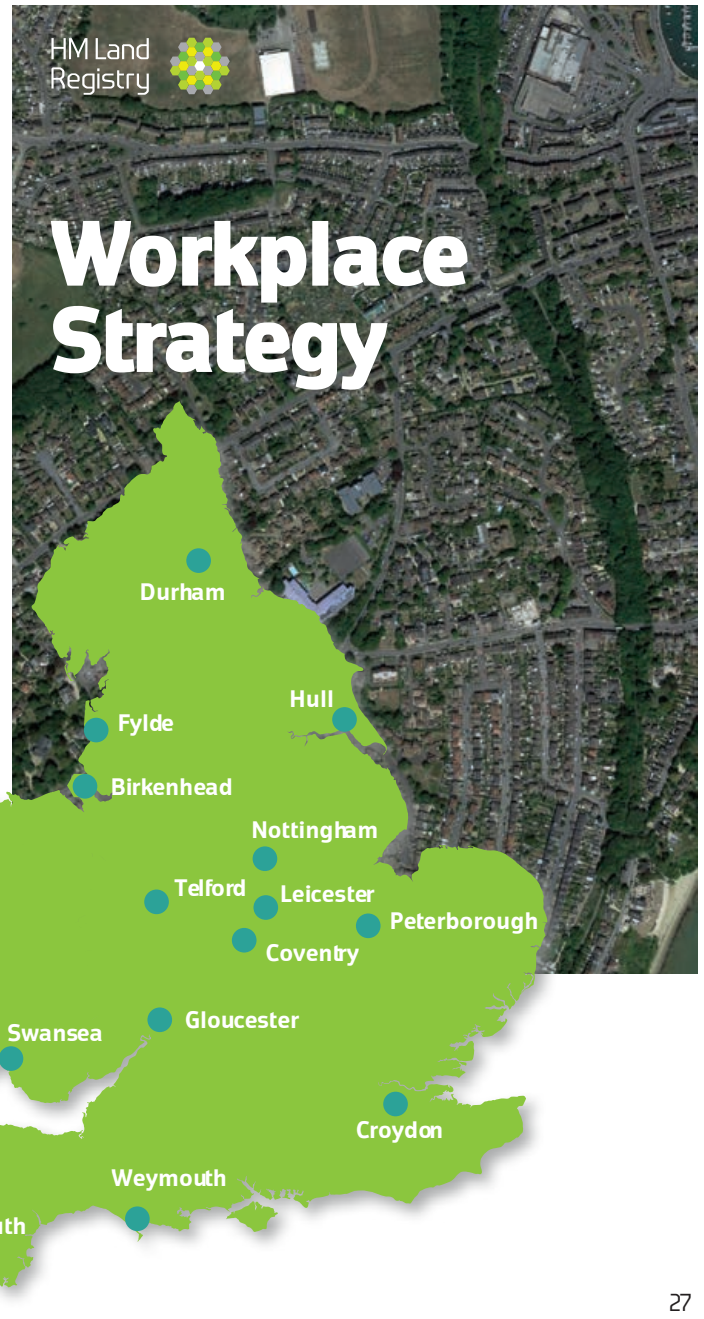 HM Land
Registry
Workplace
Strategy
Durham
Hull
Fylde
Birkenhead
Nottingham
Telford
Leicester
Peterborough
Coventry
Gloucester
Swansea
Croydon
Weymouth
27